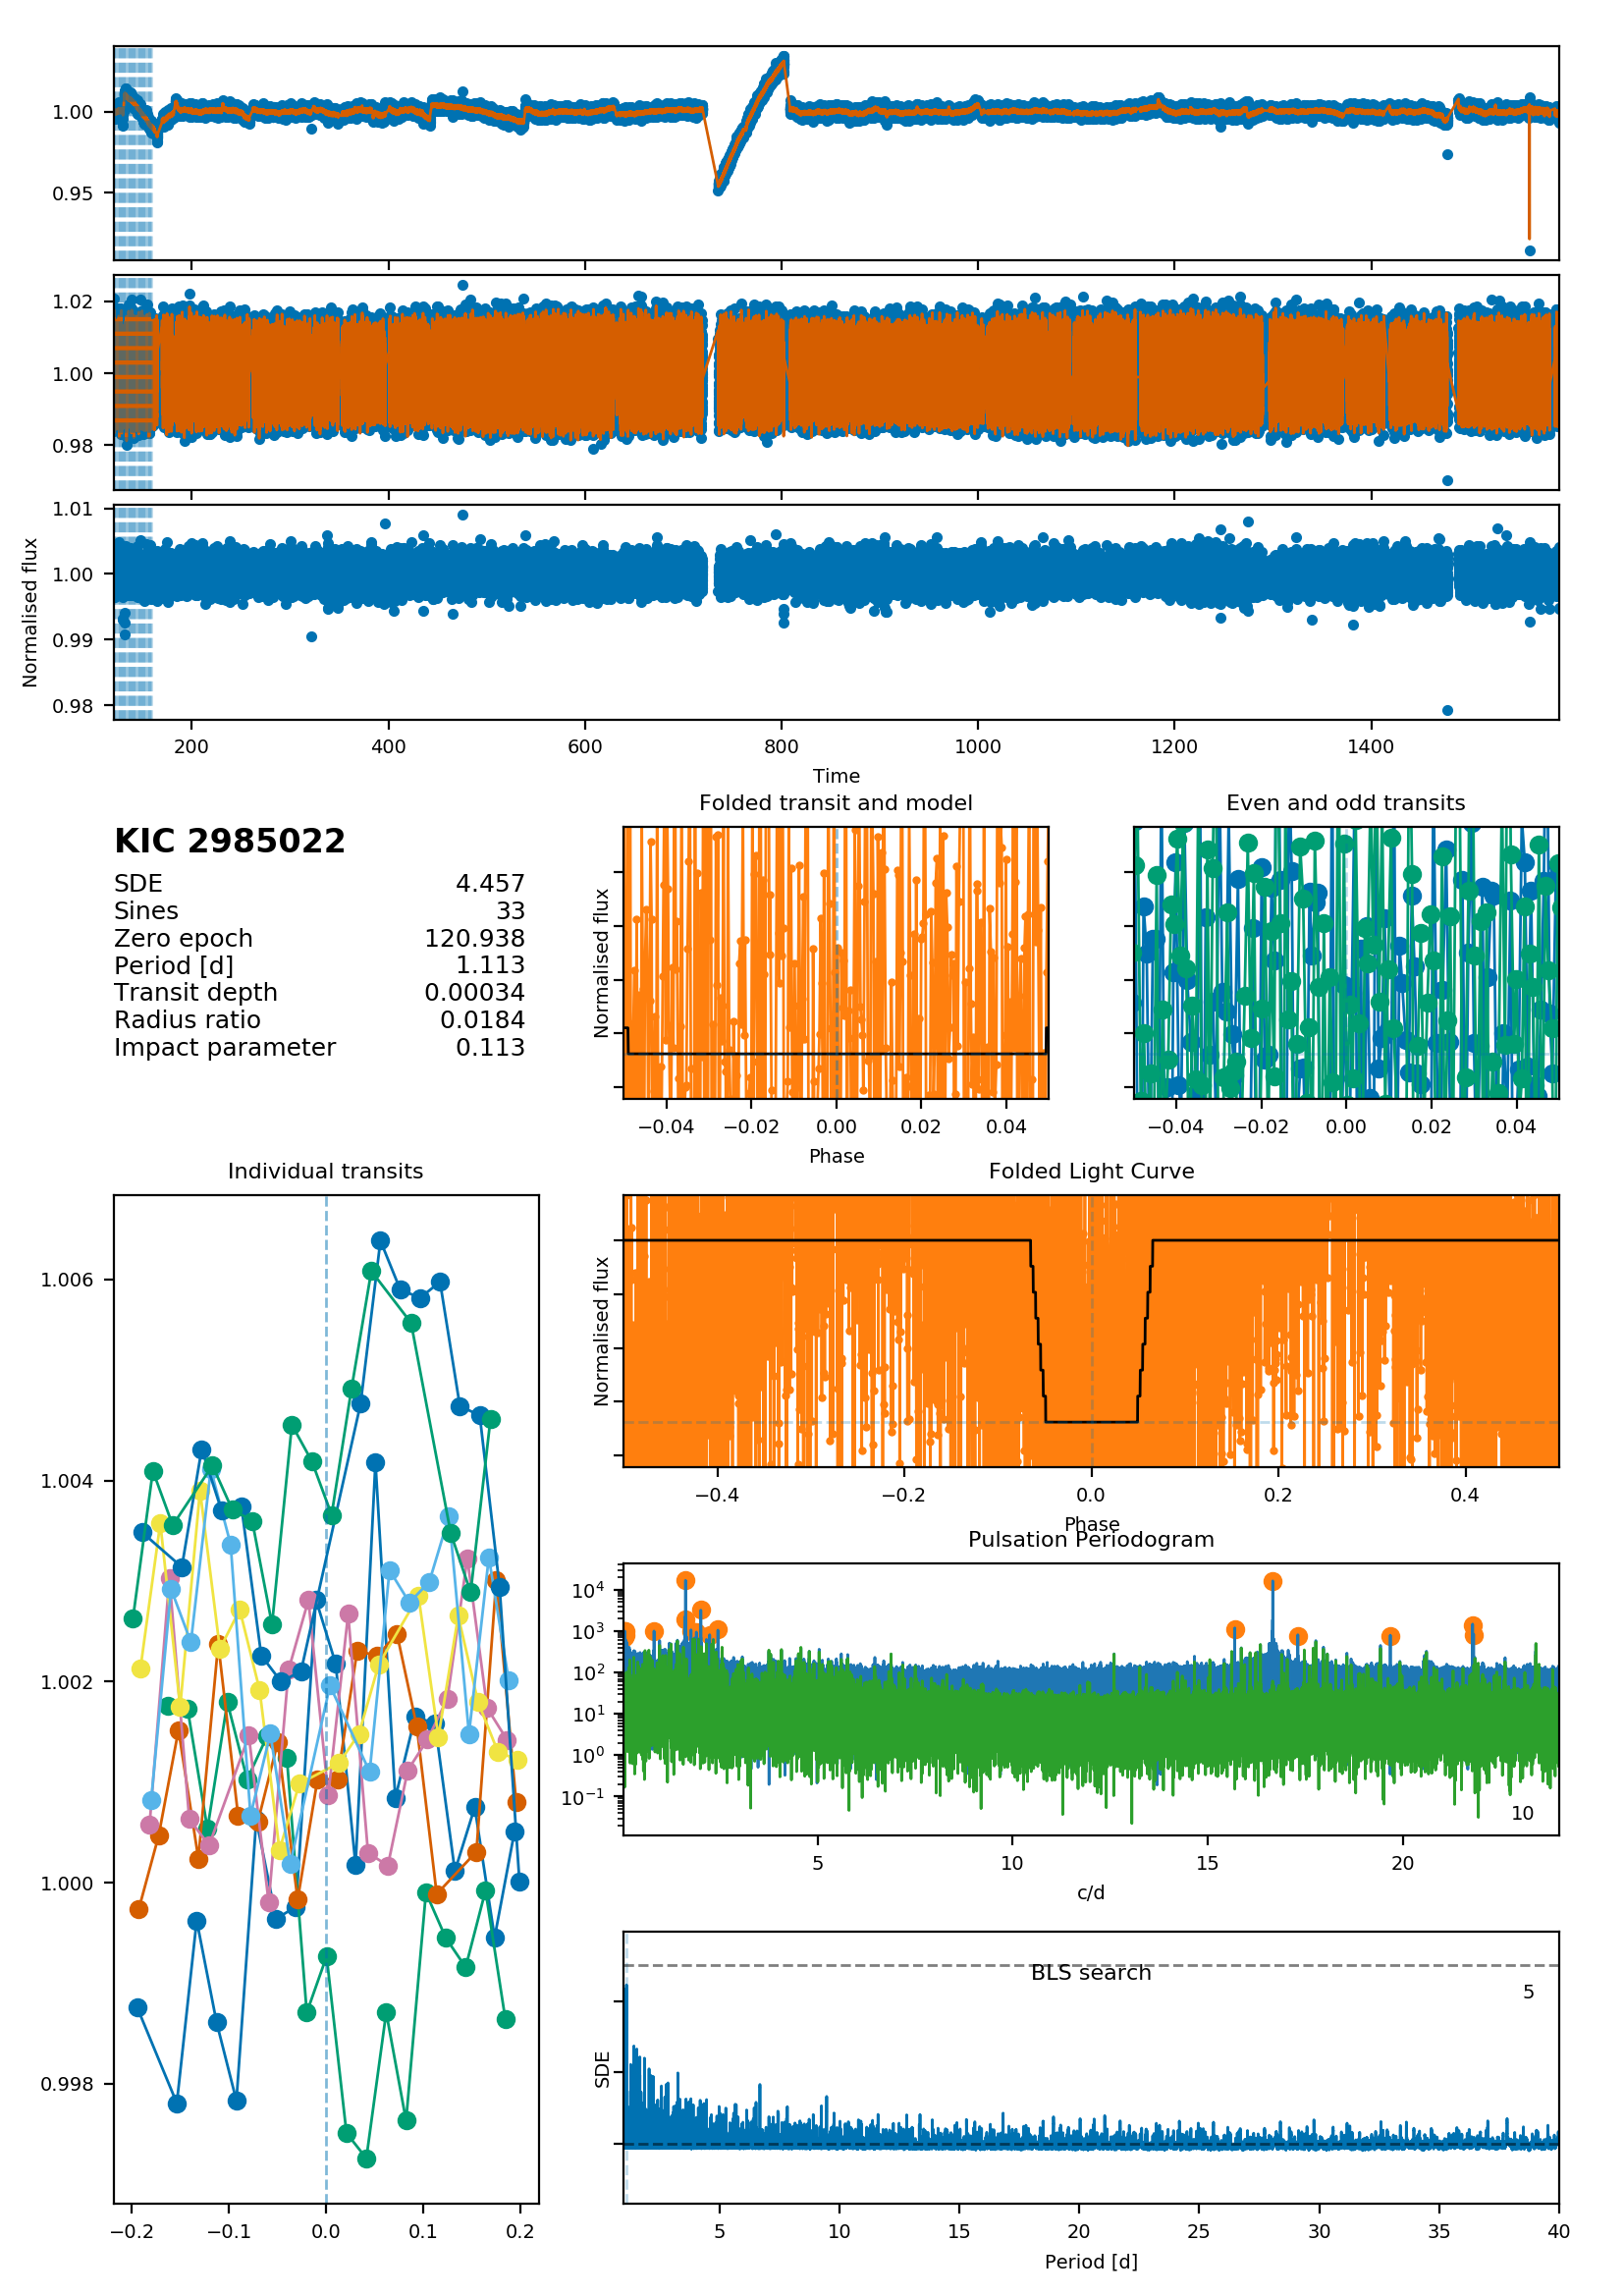 1.00
0.95
1.02
1.00
0.98
1.01
1.00
0.99
0.98
Normalised flux
200 400 600 800 1000 1200 1400
Time
KIC 2985022
SDE 4.457
Sines 33
Zero epoch 120.938
Period [d] 1.113
Transit depth 0.00034
Radius ratio 0.0184
Impact parameter 0.113
Folded transit and model
Normalised flux
−0.04 −0.02 0.00 0.02 0.04
Phase
Even and odd transits
−0.04 −0.02 0.00 0.02 0.04
Individual transits
1.006
1.004
1.002
1.000
0.998
−0.2 −0.1 0.0 0.1 0.2
Folded Light Curve
Normalised flux
−0.4 −0.2 0.0 0.2 0.4
Phase
Pulsation Periodogram
10⁴
10³
10²
10¹
10⁰
10⁻¹
10
5 10 15 20
c/d
BLS search
5
SDE
5 10 15 20 25 30 35 40
Period [d]